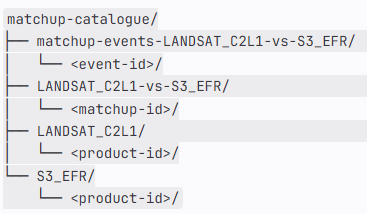 matchup-catalogue/
├── matchup-events-LANDSAT_C2L1-vs-S3_EFR/
│   └── <event-id>/
├── LANDSAT_C2L1-vs-S3_EFR/
│   └── <matchup-id>/
├── LANDSAT_C2L1/
│   └── <product-id>/
└── S3_EFR/
    └── <product-id>/